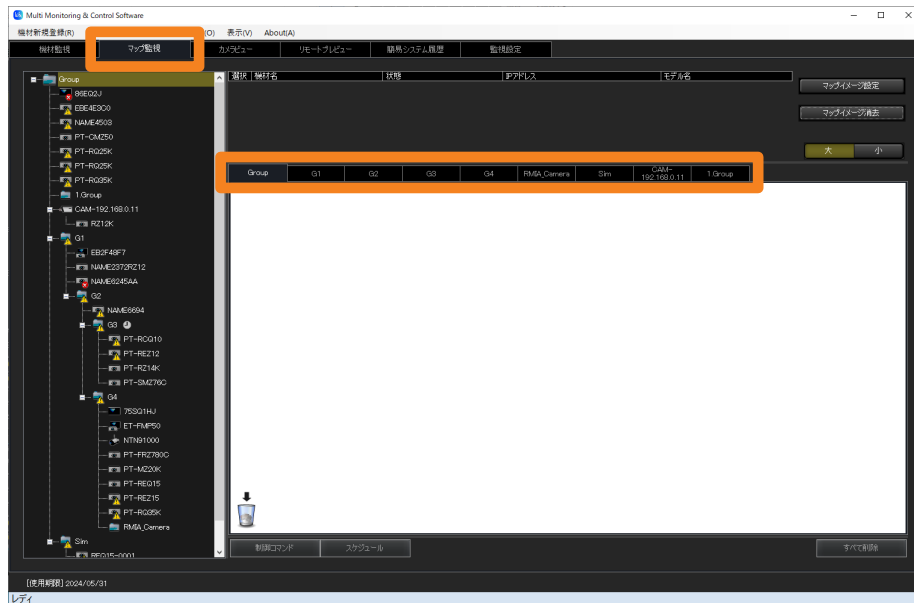 Multi Monitoring & Control Software
機材新規登録(R) (O) 表示(V) About(A)
機材監視 マップ監視 カメラビュー リモートプレビュー 簡易システム履歴 監視設定
選択 機材名 状態 IPアドレス モデル名
マップイメージ設定
マップイメージ消去
大 小
Group G1 G2 G3 G4 RMIA_Camera Sim CAM-192.168.0.11 1.Group
Group
86EQ2J
EBE4E3C0
NAME4503
PT-CMZ50
PT-RQ25K
PT-RQ25K
PT-RQ35K
1.Group
CAM-192.168.0.11
RZ12K
G1
EB2F48F7
NAME2372RZ12
NAME6245AA
G2
NAME6694
G3
PT-RCQ10
PT-REZ12
PT-RZ14K
PT-SMZ76C
G4
75SQ1HJ
ET-FMP50
NTN91000
PT-FRZ780C
PT-MZ20K
PT-REQ15
PT-REZ15
PT-RQ35K
RMIA_Camera
Sim
REQ15-0001
制御コマンド スケジュール すべて削除
[使用期限] 2024/05/31
レディ